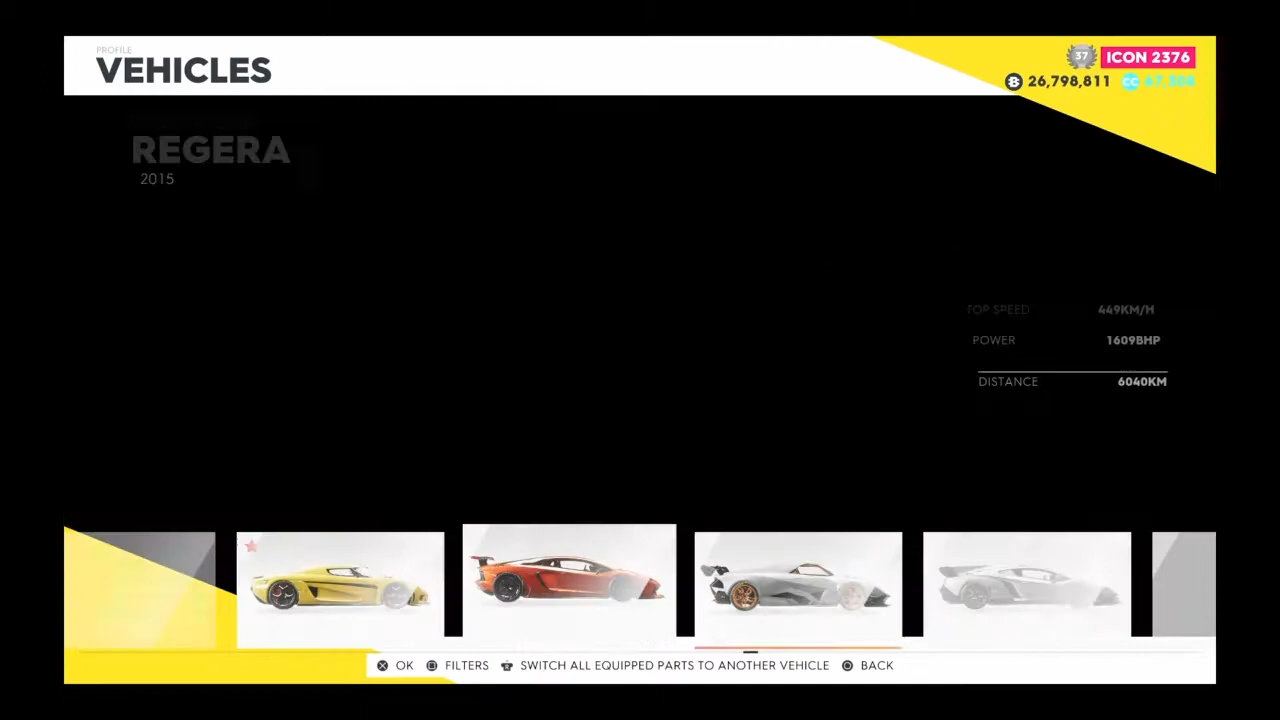 PROFILE
VEHICLES
37 ICON 2376
26,798,811 CC
REGERA
2015
TOP SPEED 449KM/H
POWER 1609BHP
DISTANCE 6040KM
OK FILTERS SWITCH ALL EQUIPPED PARTS TO ANOTHER VEHICLE BACK